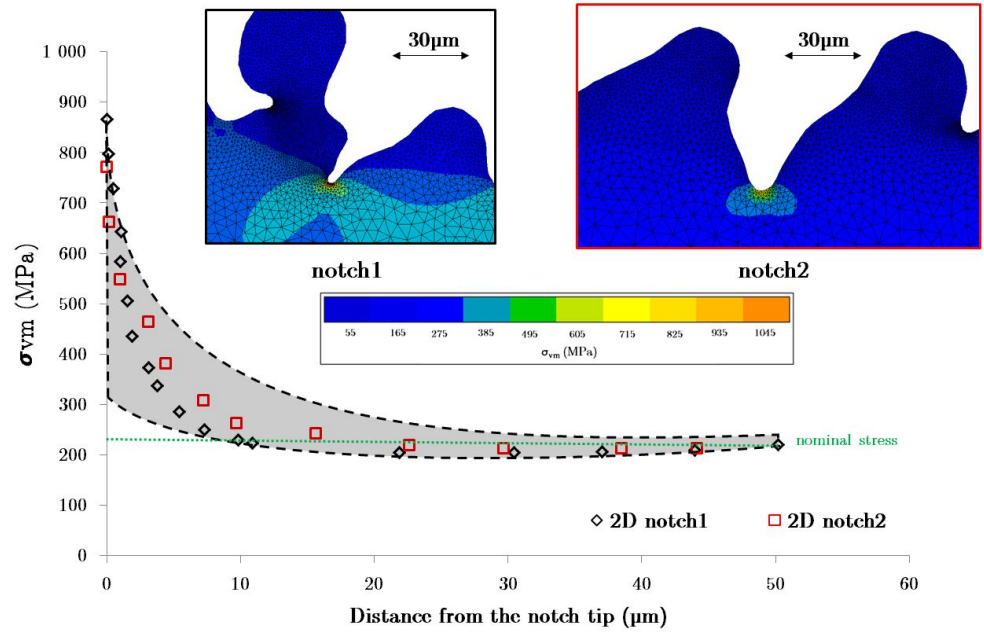 30µm
30µm
notch1
notch2
55 165 275 385 495 605 715 825 935 1045
σvm (MPa)
1 000
900
800
700
600
500
400
300
200
100
0
σvm (MPa)
nominal stress
2D notch1
2D notch2
0 10 20 30 40 50 60
Distance from the notch tip (µm)